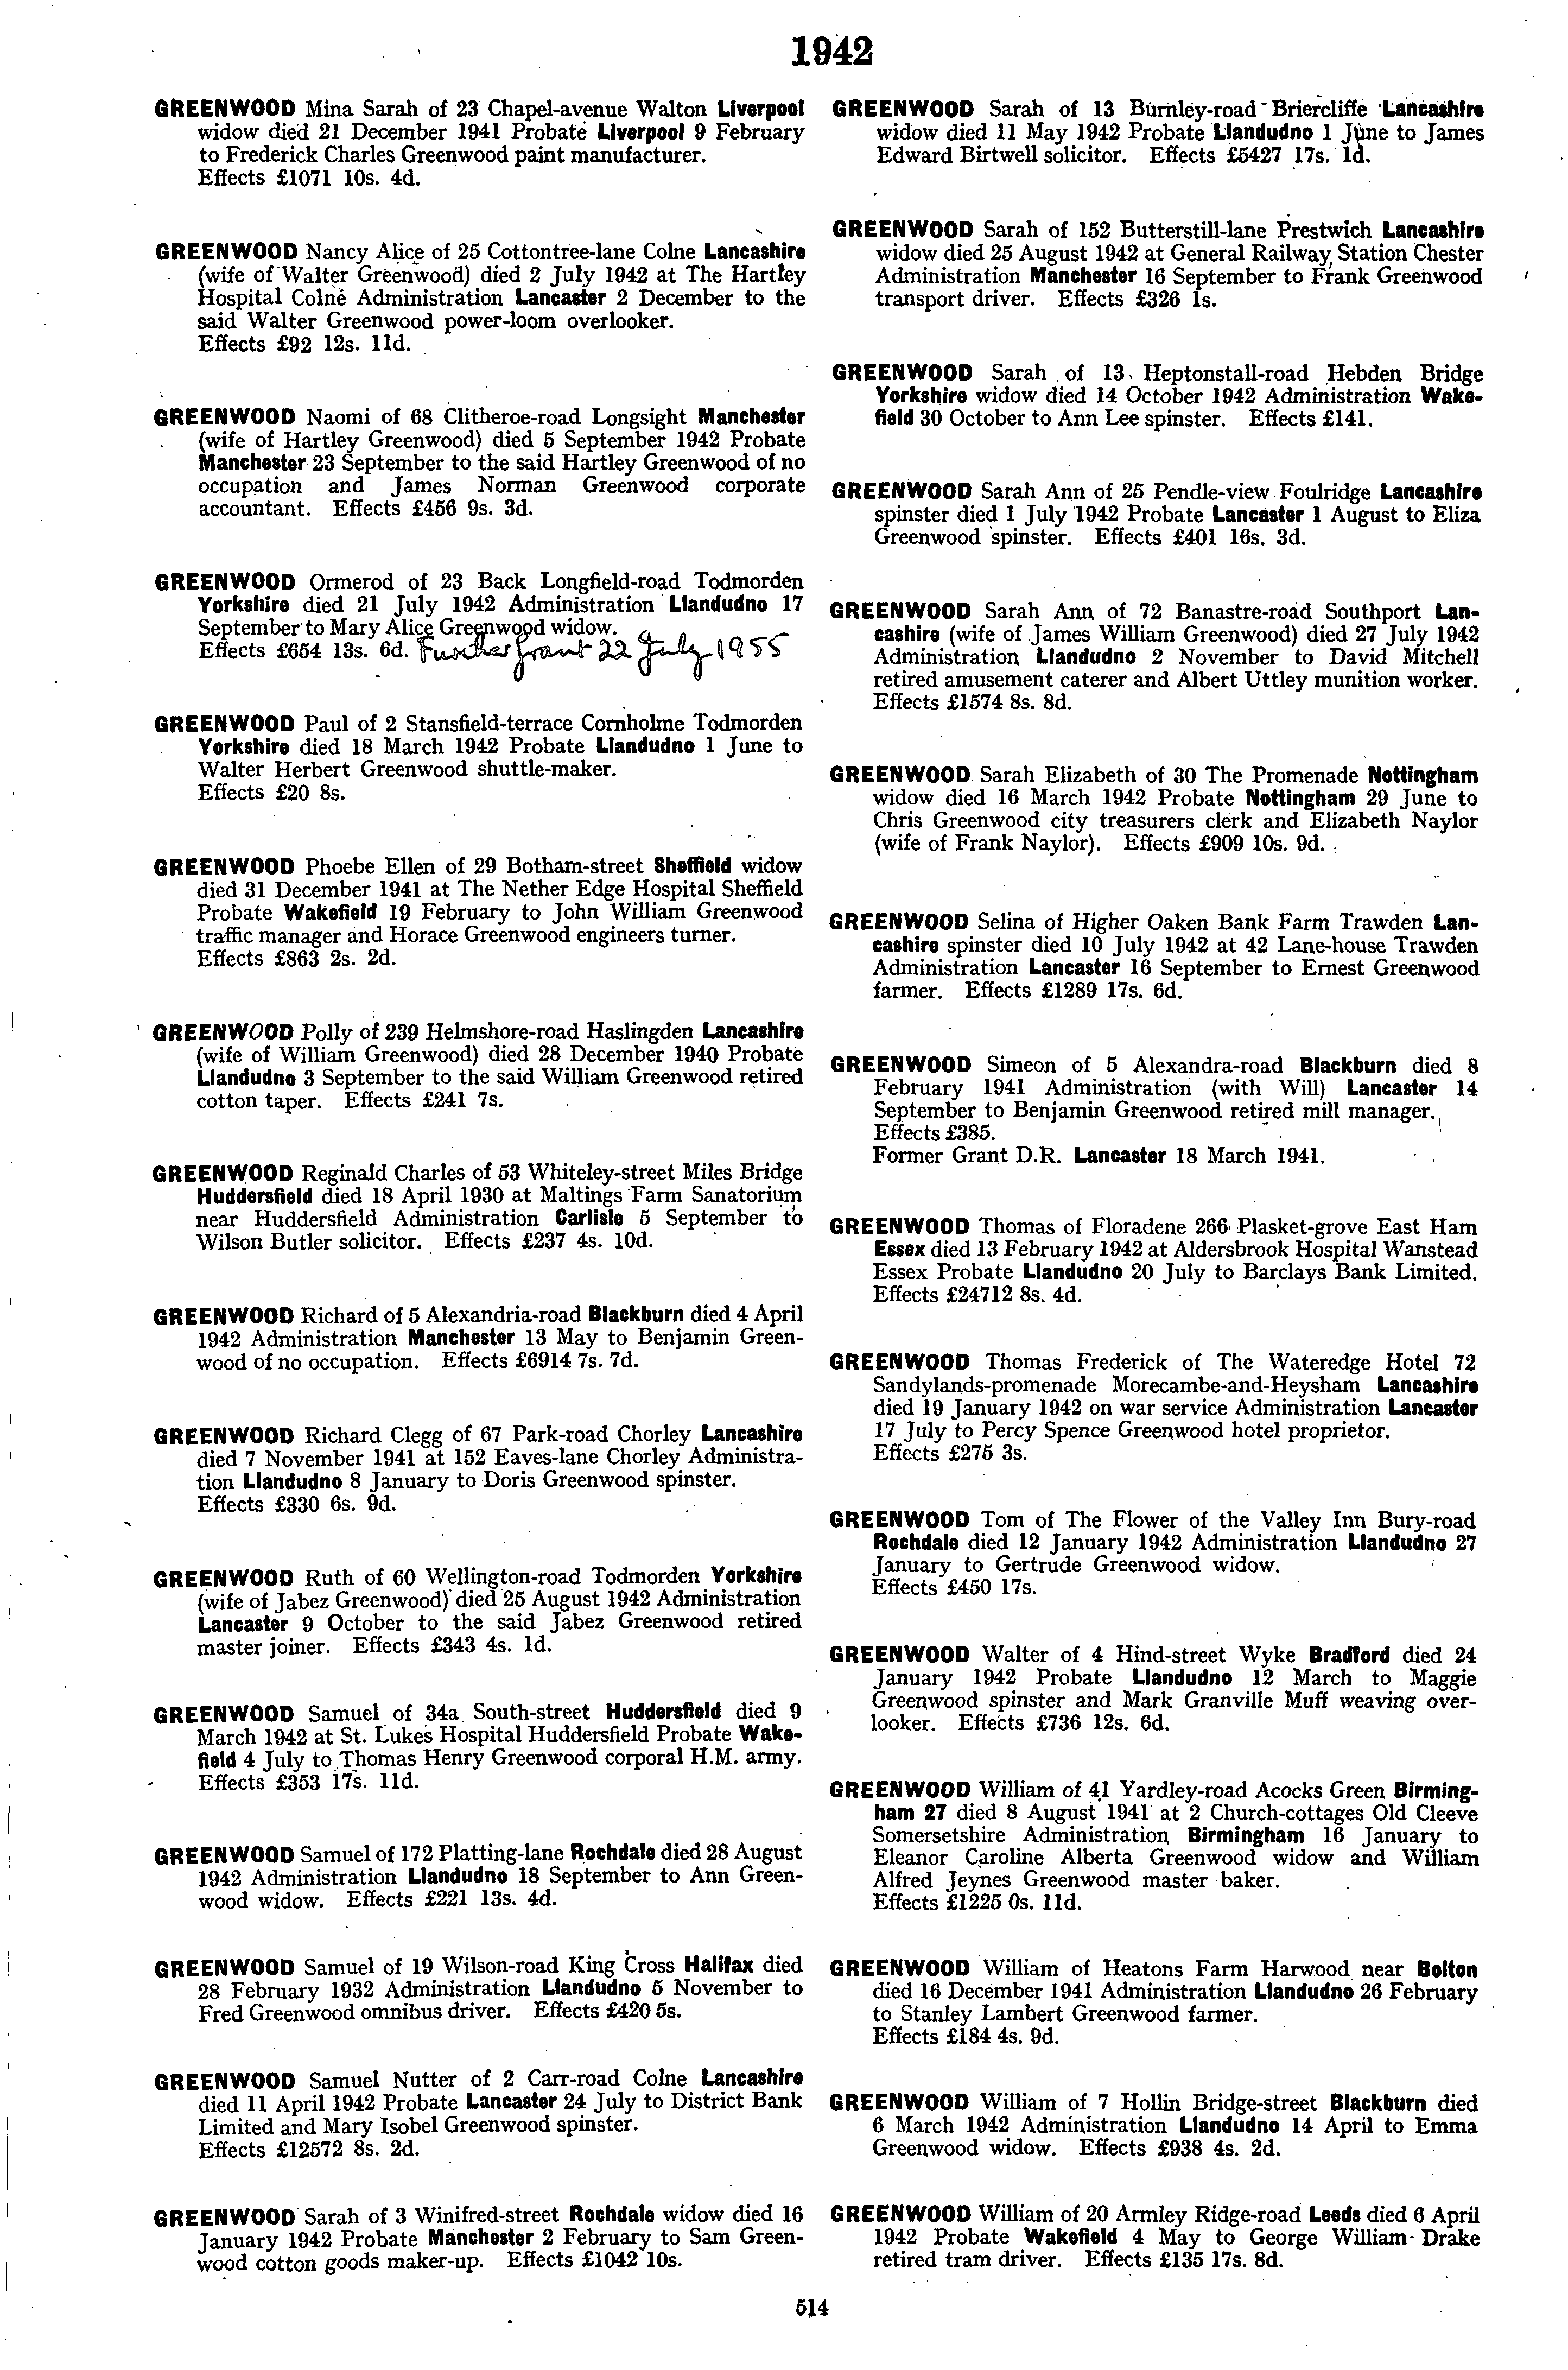 1942
GREENWOOD Mina Sarah of 23 Chapel-avenue Walton Liverpool
widow died 21 December 1941 Probate Liverpool 9 February
to Frederick Charles Greenwood paint manufacturer.
Effects £1071 10s. 4d.
GREENWOOD Nancy Alice of 25 Cottontree-lane Colne Lancashire
(wife of Walter Greenwood) died 2 July 1942 at The Hartley
Hospital Colne Administration Lancaster 2 December to the
said Walter Greenwood power-loom overlooker.
Effects £92 12s. 11d.
GREENWOOD Naomi of 68 Clitheroe-road Longsight Manchester
(wife of Hartley Greenwood) died 5 September 1942 Probate
Manchester 23 September to the said Hartley Greenwood of no
occupation and James Norman Greenwood corporate
accountant. Effects £456 9s. 3d.
GREENWOOD Ormerod of 23 Back Longfield-road Todmorden
Yorkshire died 21 July 1942 Administration Llandudno 17
September to Mary Alice Greenwood widow.
Effects £654 13s. 6d. Further grant 22 July 1955
GREENWOOD Paul of 2 Stansfield-terrace Cornholme Todmorden
Yorkshire died 18 March 1942 Probate Llandudno 1 June to
Walter Herbert Greenwood shuttle-maker.
Effects £20 8s.
GREENWOOD Phoebe Ellen of 29 Botham-street Sheffield widow
died 31 December 1941 at The Nether Edge Hospital Sheffield
Probate Wakefield 19 February to John William Greenwood
traffic manager and Horace Greenwood engineers turner.
Effects £863 2s. 2d.
GREENWOOD Polly of 239 Helmshore-road Haslingden Lancashire
(wife of William Greenwood) died 28 December 1940 Probate
Llandudno 3 September to the said William Greenwood retired
cotton taper. Effects £241 7s.
GREENWOOD Reginald Charles of 53 Whiteley-street Miles Bridge
Huddersfield died 18 April 1930 at Maltings Farm Sanatorium
near Huddersfield Administration Carlisle 5 September to
Wilson Butler solicitor. Effects £237 4s. 10d.
GREENWOOD Richard of 5 Alexandria-road Blackburn died 4 April
1942 Administration Manchester 13 May to Benjamin Green-
wood of no occupation. Effects £6914 7s. 7d.
GREENWOOD Richard Clegg of 67 Park-road Chorley Lancashire
died 7 November 1941 at 152 Eaves-lane Chorley Administra-
tion Llandudno 8 January to Doris Greenwood spinster.
Effects £330 6s. 9d.
GREENWOOD Ruth of 60 Wellington-road Todmorden Yorkshire
(wife of Jabez Greenwood) died 25 August 1942 Administration
Lancaster 9 October to the said Jabez Greenwood retired
master joiner. Effects £343 4s. 1d.
GREENWOOD Samuel of 34a South-street Huddersfield died 9
March 1942 at St. Lukes Hospital Huddersfield Probate Wake-
field 4 July to Thomas Henry Greenwood corporal H.M. army.
Effects £353 17s. 11d.
GREENWOOD Samuel of 172 Platting-lane Rochdale died 28 August
1942 Administration Llandudno 18 September to Ann Green-
wood widow. Effects £221 13s. 4d.
GREENWOOD Samuel of 19 Wilson-road King Cross Halifax died
28 February 1932 Administration Llandudno 5 November to
Fred Greenwood omnibus driver. Effects £420 5s.
GREENWOOD Samuel Nutter of 2 Carr-road Colne Lancashire
died 11 April 1942 Probate Lancaster 24 July to District Bank
Limited and Mary Isobel Greenwood spinster.
Effects £12572 8s. 2d.
GREENWOOD Sarah of 3 Winifred-street Rochdale widow died 16
January 1942 Probate Manchester 2 February to Sam Green-
wood cotton goods maker-up. Effects £1042 10s.
GREENWOOD Sarah of 13 Burnley-road Briercliffe Lancashire
widow died 11 May 1942 Probate Llandudno 1 June to James
Edward Birtwell solicitor. Effects £5427 17s. 1d.
GREENWOOD Sarah of 152 Butterstill-lane Prestwich Lancashire
widow died 25 August 1942 at General Railway Station Chester
Administration Manchester 16 September to Frank Greenwood
transport driver. Effects £326 1s.
GREENWOOD Sarah of 13 Heptonstall-road Hebden Bridge
Yorkshire widow died 14 October 1942 Administration Wake-
field 30 October to Ann Lee spinster. Effects £141.
GREENWOOD Sarah Ann of 25 Pendle-view Foulridge Lancashire
spinster died 1 July 1942 Probate Lancaster 1 August to Eliza
Greenwood spinster. Effects £401 16s. 3d.
GREENWOOD Sarah Ann of 72 Banastre-road Southport Lan-
cashire (wife of James William Greenwood) died 27 July 1942
Administration Llandudno 2 November to David Mitchell
retired amusement caterer and Albert Uttley munition worker.
Effects £1574 8s. 8d.
GREENWOOD Sarah Elizabeth of 30 The Promenade Nottingham
widow died 16 March 1942 Probate Nottingham 29 June to
Chris Greenwood city treasurers clerk and Elizabeth Naylor
(wife of Frank Naylor). Effects £909 10s. 9d.
GREENWOOD Selina of Higher Oaken Bank Farm Trawden Lan-
cashire spinster died 10 July 1942 at 42 Lane-house Trawden
Administration Lancaster 16 September to Ernest Greenwood
farmer. Effects £1289 17s. 6d.
GREENWOOD Simeon of 5 Alexandra-road Blackburn died 8
February 1941 Administration (with Will) Lancaster 14
September to Benjamin Greenwood retired mill manager.
Effects £385.
Former Grant D.R. Lancaster 18 March 1941.
GREENWOOD Thomas of Floradene 266 Plasket-grove East Ham
Essex died 13 February 1942 at Aldersbrook Hospital Wanstead
Essex Probate Llandudno 20 July to Barclays Bank Limited.
Effects £24712 8s. 4d.
GREENWOOD Thomas Frederick of The Wateredge Hotel 72
Sandylands-promenade Morecambe-and-Heysham Lancashire
died 19 January 1942 on war service Administration Lancaster
17 July to Percy Spence Greenwood hotel proprietor.
Effects £275 3s.
GREENWOOD Tom of The Flower of the Valley Inn Bury-road
Rochdale died 12 January 1942 Administration Llandudno 27
January to Gertrude Greenwood widow.
Effects £450 17s.
GREENWOOD Walter of 4 Hind-street Wyke Bradford died 24
January 1942 Probate Llandudno 12 March to Maggie
Greenwood spinster and Mark Granville Muff weaving over-
looker. Effects £736 12s. 6d.
GREENWOOD William of 41 Yardley-road Acocks Green Birming-
ham 27 died 8 August 1941 at 2 Church-cottages Old Cleeve
Somersetshire Administration Birmingham 16 January to
Eleanor Caroline Alberta Greenwood widow and William
Alfred Jeynes Greenwood master baker.
Effects £1225 0s. 11d.
GREENWOOD William of Heatons Farm Harwood near Bolton
died 16 December 1941 Administration Llandudno 26 February
to Stanley Lambert Greenwood farmer.
Effects £184 4s. 9d.
GREENWOOD William of 7 Hollin Bridge-street Blackburn died
6 March 1942 Administration Llandudno 14 April to Emma
Greenwood widow. Effects £938 4s. 2d.
GREENWOOD William of 20 Armley Ridge-road Leeds died 6 April
1942 Probate Wakefield 4 May to George William Drake
retired tram driver. Effects £135 17s. 8d.
514